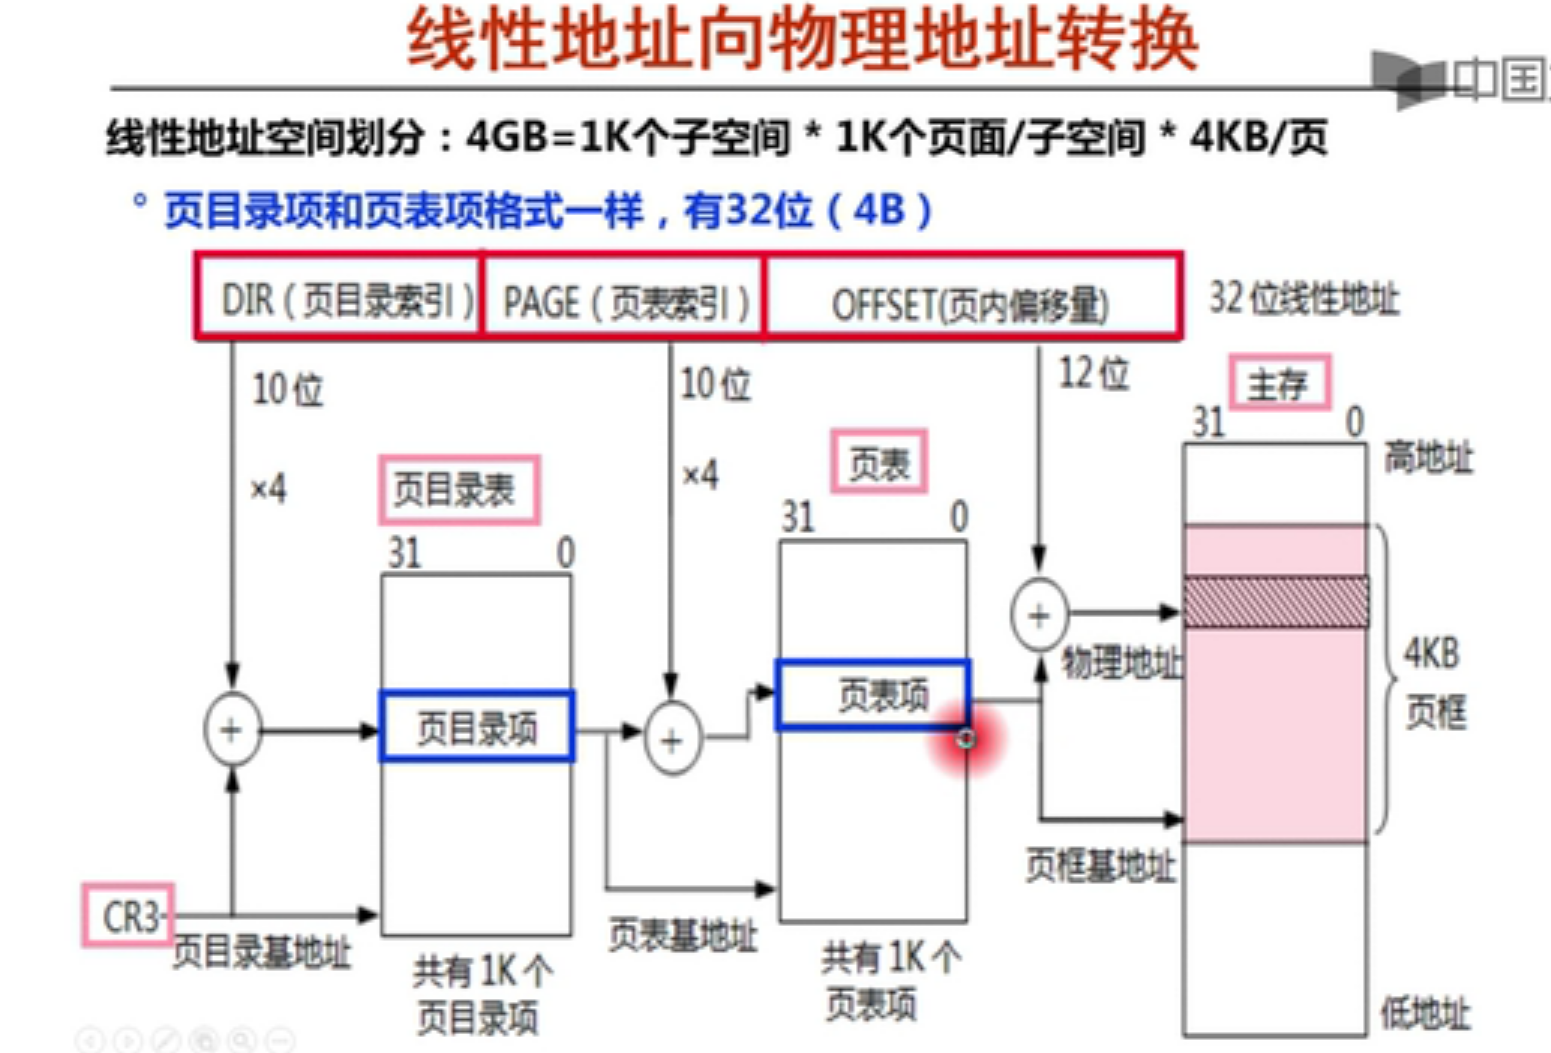 线性地址向物理地址转换
中国
线性地址空间划分：4GB=1K个子空间 * 1K个页面/子空间 * 4KB/页
° 页目录项和页表项格式一样，有32位（4B）
DIR（页目录索引） PAGE（页表索引） OFFSET(页内偏移量) 32位线性地址
10位 10位 12位 主存
31 0
高地址
×4 ×4
页目录表 页表
31 0
31 0
+ 物理地址
4KB
页框
+ 页目录项 + 页表项
页框基地址
CR3
页目录基地址 页表基地址
共有1K个
页目录项
共有1K个
页表项
低地址